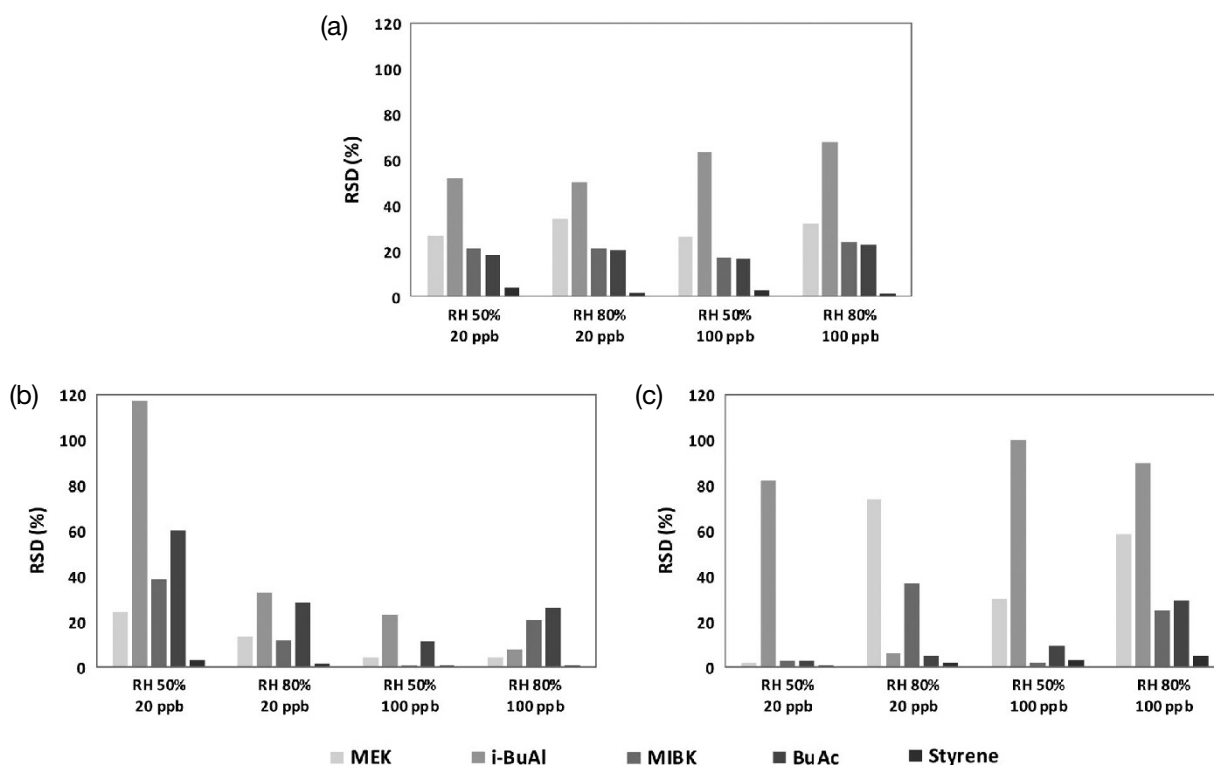 (a)
120
100
80
60
40
20
0
RSD (%)
RH 50% RH 80% RH 50% RH 80%
20 ppb 20 ppb 100 ppb 100 ppb
(b)
120
100
80
60
40
20
0
RSD (%)
RH 50% RH 80% RH 50% RH 80%
20 ppb 20 ppb 100 ppb 100 ppb
(c)
120
100
80
60
40
20
0
RSD (%)
RH 50% RH 80% RH 50% RH 80%
20 ppb 20 ppb 100 ppb 100 ppb
MEK i-BuAl MIBK BuAc Styrene